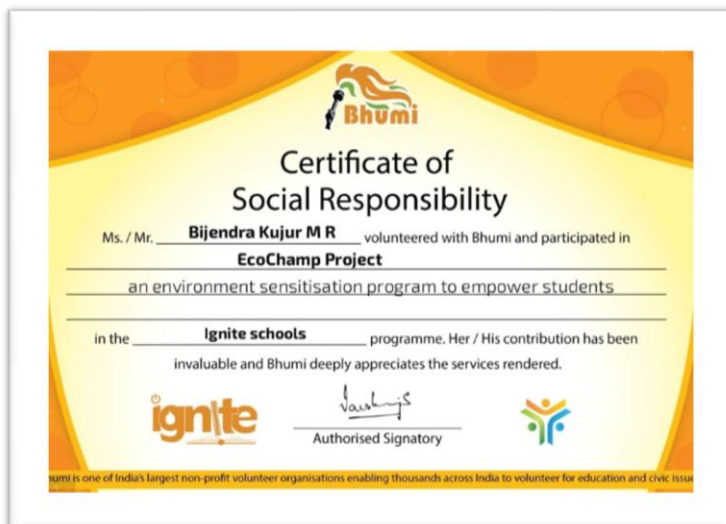 Bhumi
Certificate of
Social Responsibility
Ms. / Mr. Bijendra Kujur M R volunteered with Bhumi and participated in
EcoChamp Project
an environment sensitisation program to empower students
in the Ignite schools programme. Her / His contribution has been
invaluable and Bhumi deeply appreciates the services rendered.
ignite
Authorised Signatory
umi is one of India's largest non-profit volunteer organisations enabling thousands across India to volunteer for education and civic issue